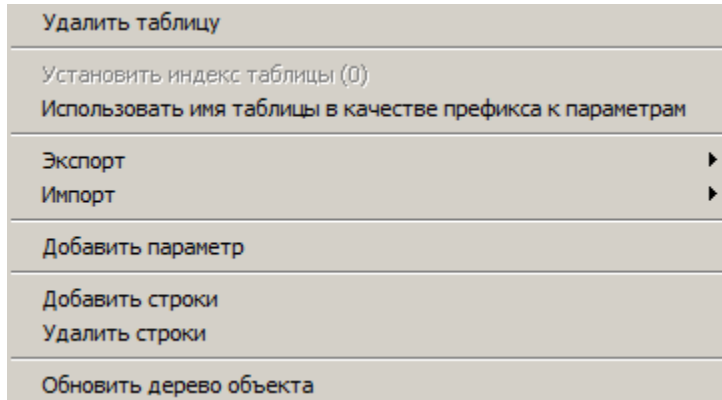 Удалить таблицу
Установить индекс таблицы (0)
Использовать имя таблицы в качестве префикса к параметрам
Экспорт
Импорт
Добавить параметр
Добавить строки
Удалить строки
Обновить дерево объекта